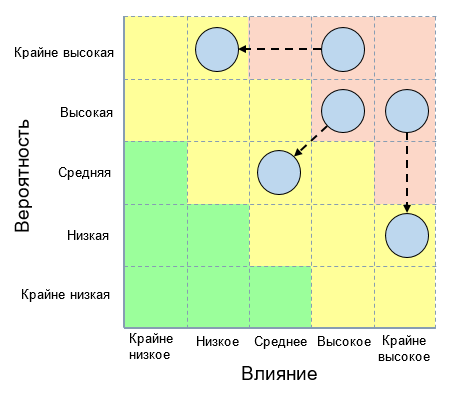 Вероятность
Крайне высокая
Высокая
Средняя
Низкая
Крайне низкая
Крайне
низкое
Низкое
Среднее
Высокое
Крайне
высокое
Влияние